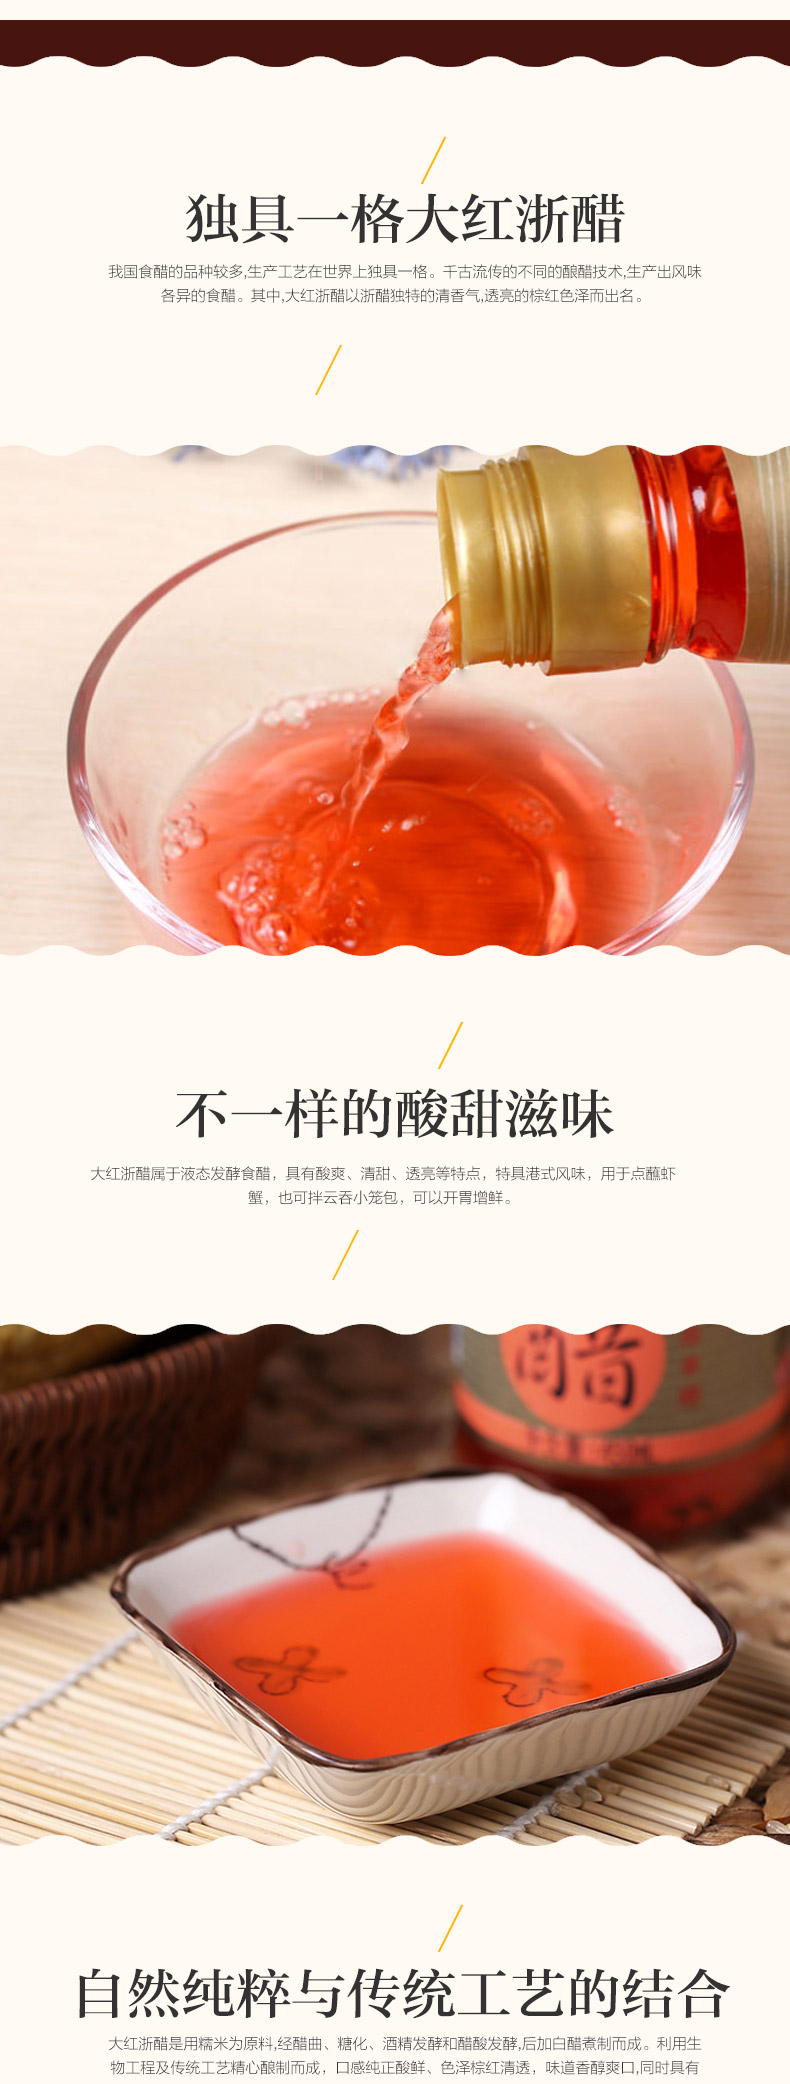 独具一格大红浙醋
我国食醋的品种较多,生产工艺在世界上独具一格。千古流传的不同的酿醋技术,生产出风味
各异的食醋。其中,大红浙醋以浙醋独特的清香气,透亮的棕红色泽而出名。
不一样的酸甜滋味
大红浙醋属于液态发酵食醋，具有酸爽、清甜、透亮等特点，特具港式风味，用于点蘸虾
蟹，也可拌云吞小笼包，可以开胃增鲜。
醋
自然纯粹与传统工艺的结合
大红浙醋是用糯米为原料,经醋曲、糖化、酒精发酵和醋酸发酵,后加白醋煮制而成。利用生
物工程及传统工艺精心酿制而成，口感纯正酸鲜、色泽棕红清透，味道香醇爽口,同时具有